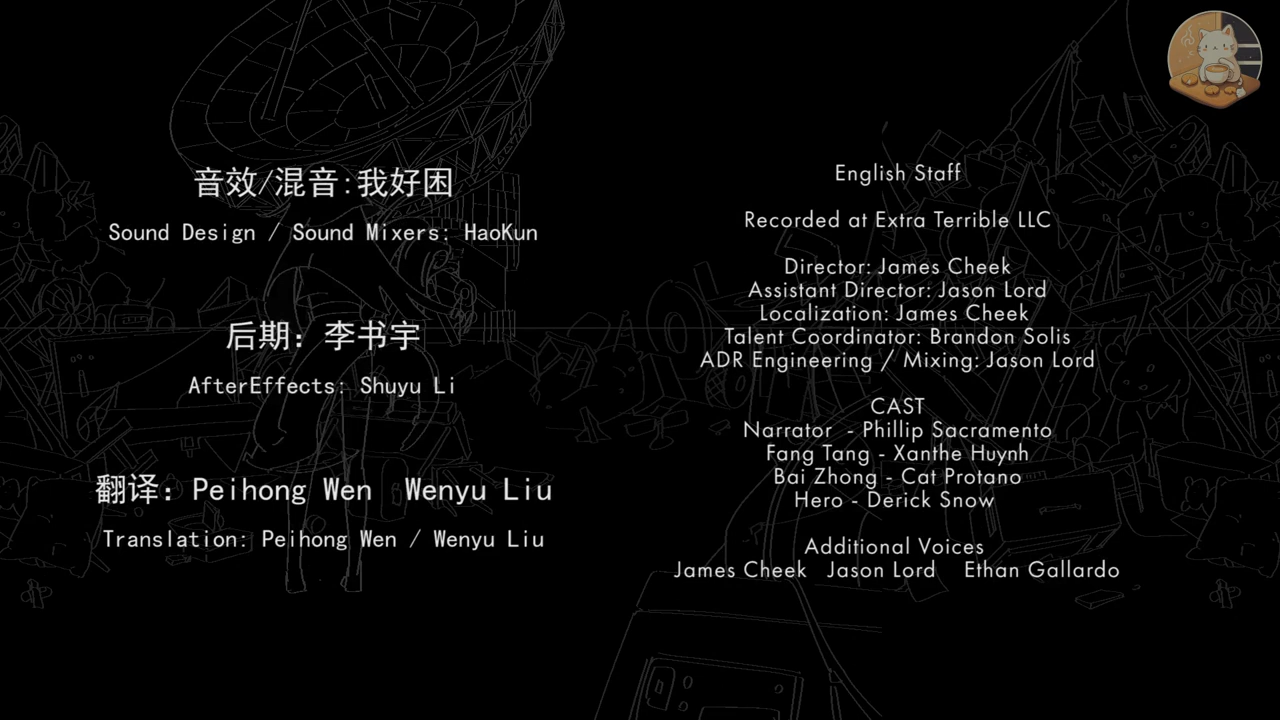 音效/混音:我好困
Sound Design / Sound Mixers: HaoKun
后期：李书宇
AfterEffects: Shuyu Li
翻译：Peihong Wen  Wenyu Liu
Translation: Peihong Wen / Wenyu Liu
English Staff
Recorded at Extra Terrible LLC
Director: James Cheek
Assistant Director: Jason Lord
Localization: James Cheek
Talent Coordinator: Brandon Solis
ADR Engineering / Mixing: Jason Lord
CAST
Narrator - Phillip Sacramento
Fang Tang - Xanthe Huynh
Bai Zhong - Cat Protano
Hero - Derick Snow
Additional Voices
James Cheek  Jason Lord  Ethan Gallardo